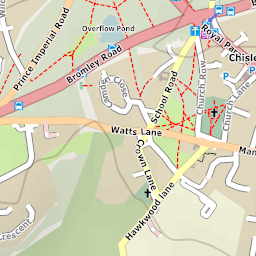 Overflow Pond
Prince Imperial Road
Bromley Road
Royal Par
Chisle
Close
School Road
Church Row
Church Lane
Watts Lane
Crown Lane
Man
Hawkwood lane
Crescent